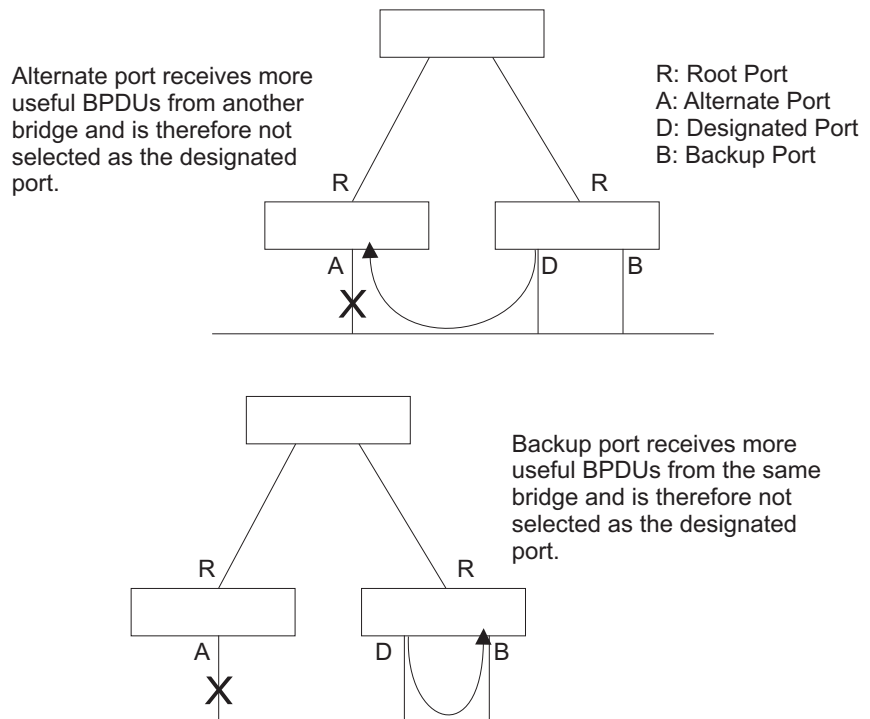 Alternate port receives more
useful BPDUs from another
bridge and is therefore not
selected as the designated
port.
R: Root Port
A: Alternate Port
D: Designated Port
B: Backup Port
R
R
A
D
B
X
Backup port receives more
useful BPDUs from the same
bridge and is therefore not
selected as the designated
port.
R
R
A
D
B
X